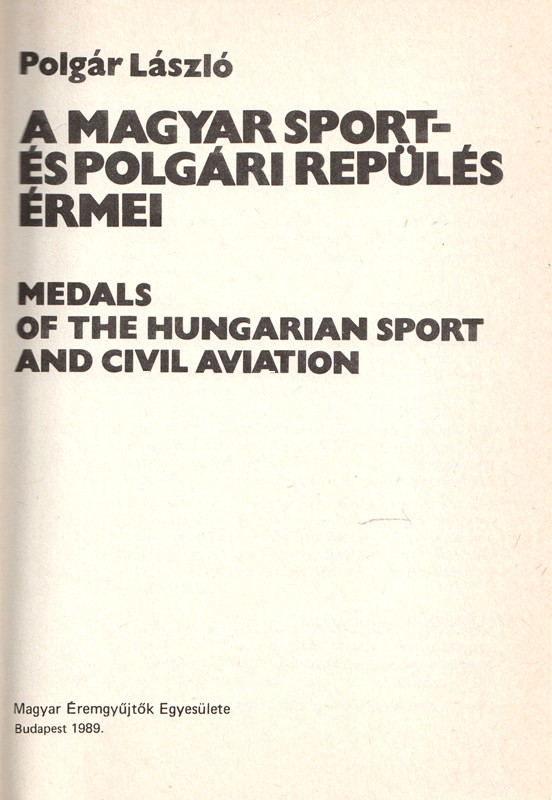 Polgár László
A MAGYAR SPORT-
ÉS POLGÁRI REPÜLÉS
ÉRMEI
MEDALS
OF THE HUNGARIAN SPORT
AND CIVIL AVIATION
Magyar Éremgyűjtők Egyesülete
Budapest 1989.